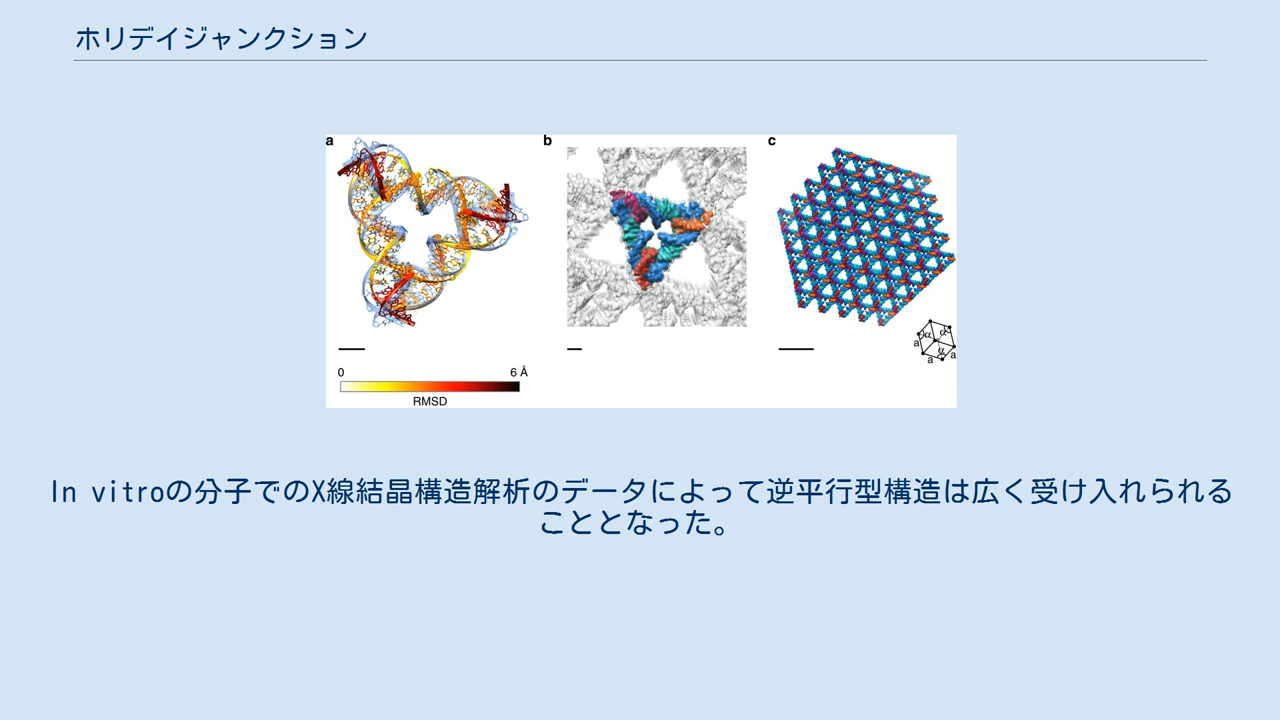 ホリデイジャンクション
a
b
c
0
6 Å
RMSD
α
α
α
a
a
a
In vitroの分子でのX線結晶構造解析のデータによって逆平行型構造は広く受け入れられる
こととなった。